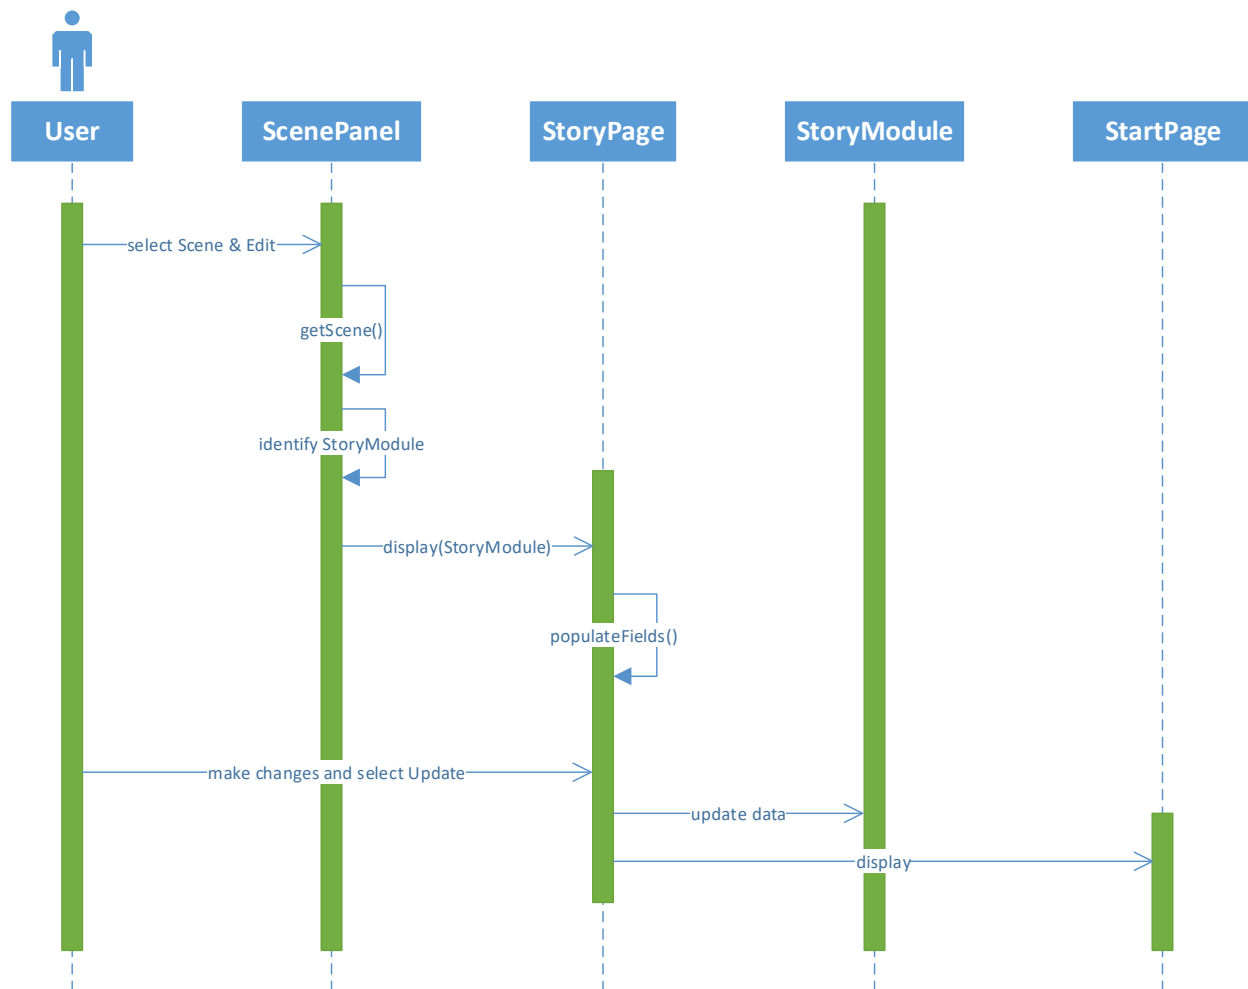 User
ScenePanel
StoryPage
StoryModule
StartPage
select Scene & Edit
getScene()
identify StoryModule
display(StoryModule)
populateFields()
make changes and select Update
update data
display